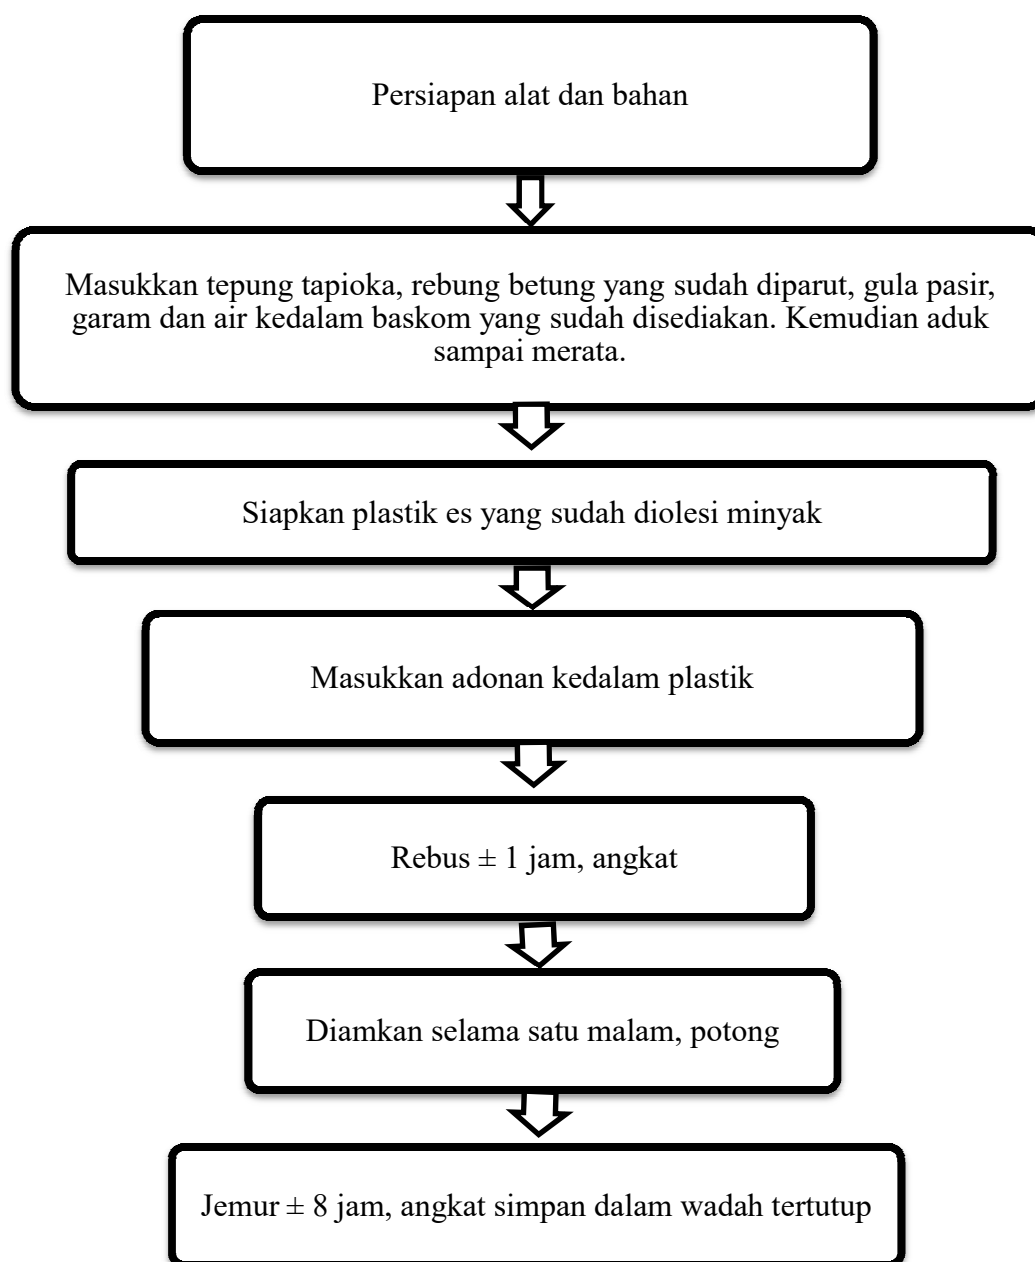 Persiapan alat dan bahan
Masukkan tepung tapioka, rebung betung yang sudah diparut, gula pasir,
garam dan air kedalam baskom yang sudah disediakan. Kemudian aduk
sampai merata.
Siapkan plastik es yang sudah diolesi minyak
Masukkan adonan kedalam plastik
Rebus ± 1 jam, angkat
Diamkan selama satu malam, potong
Jemur ± 8 jam, angkat simpan dalam wadah tertutup